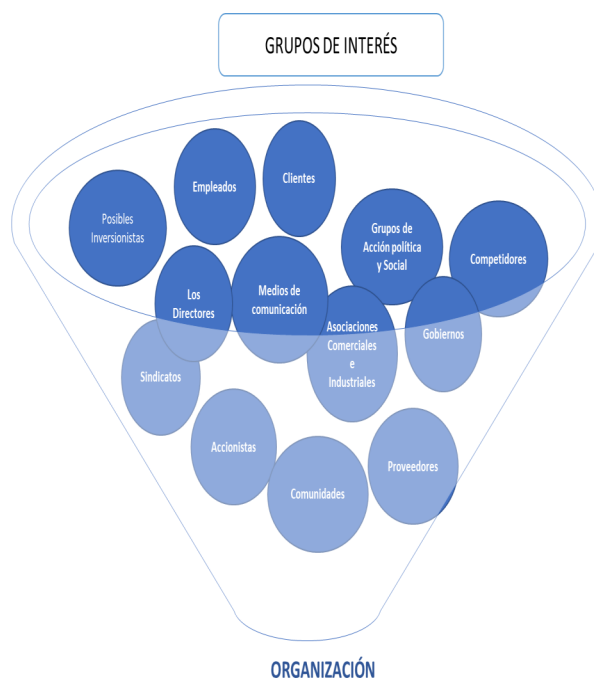 GRUPOS DE INTERÉS
Empleados
Clientes
Posibles
Inversionistas
Grupos de
Acción política
y Social
Competidores
Los
Directores
Medios de
comunicación
Asociaciones
Comerciales
e
Industriales
Gobiernos
Sindicatos
Accionistas
Comunidades
Proveedores
ORGANIZACIÓN